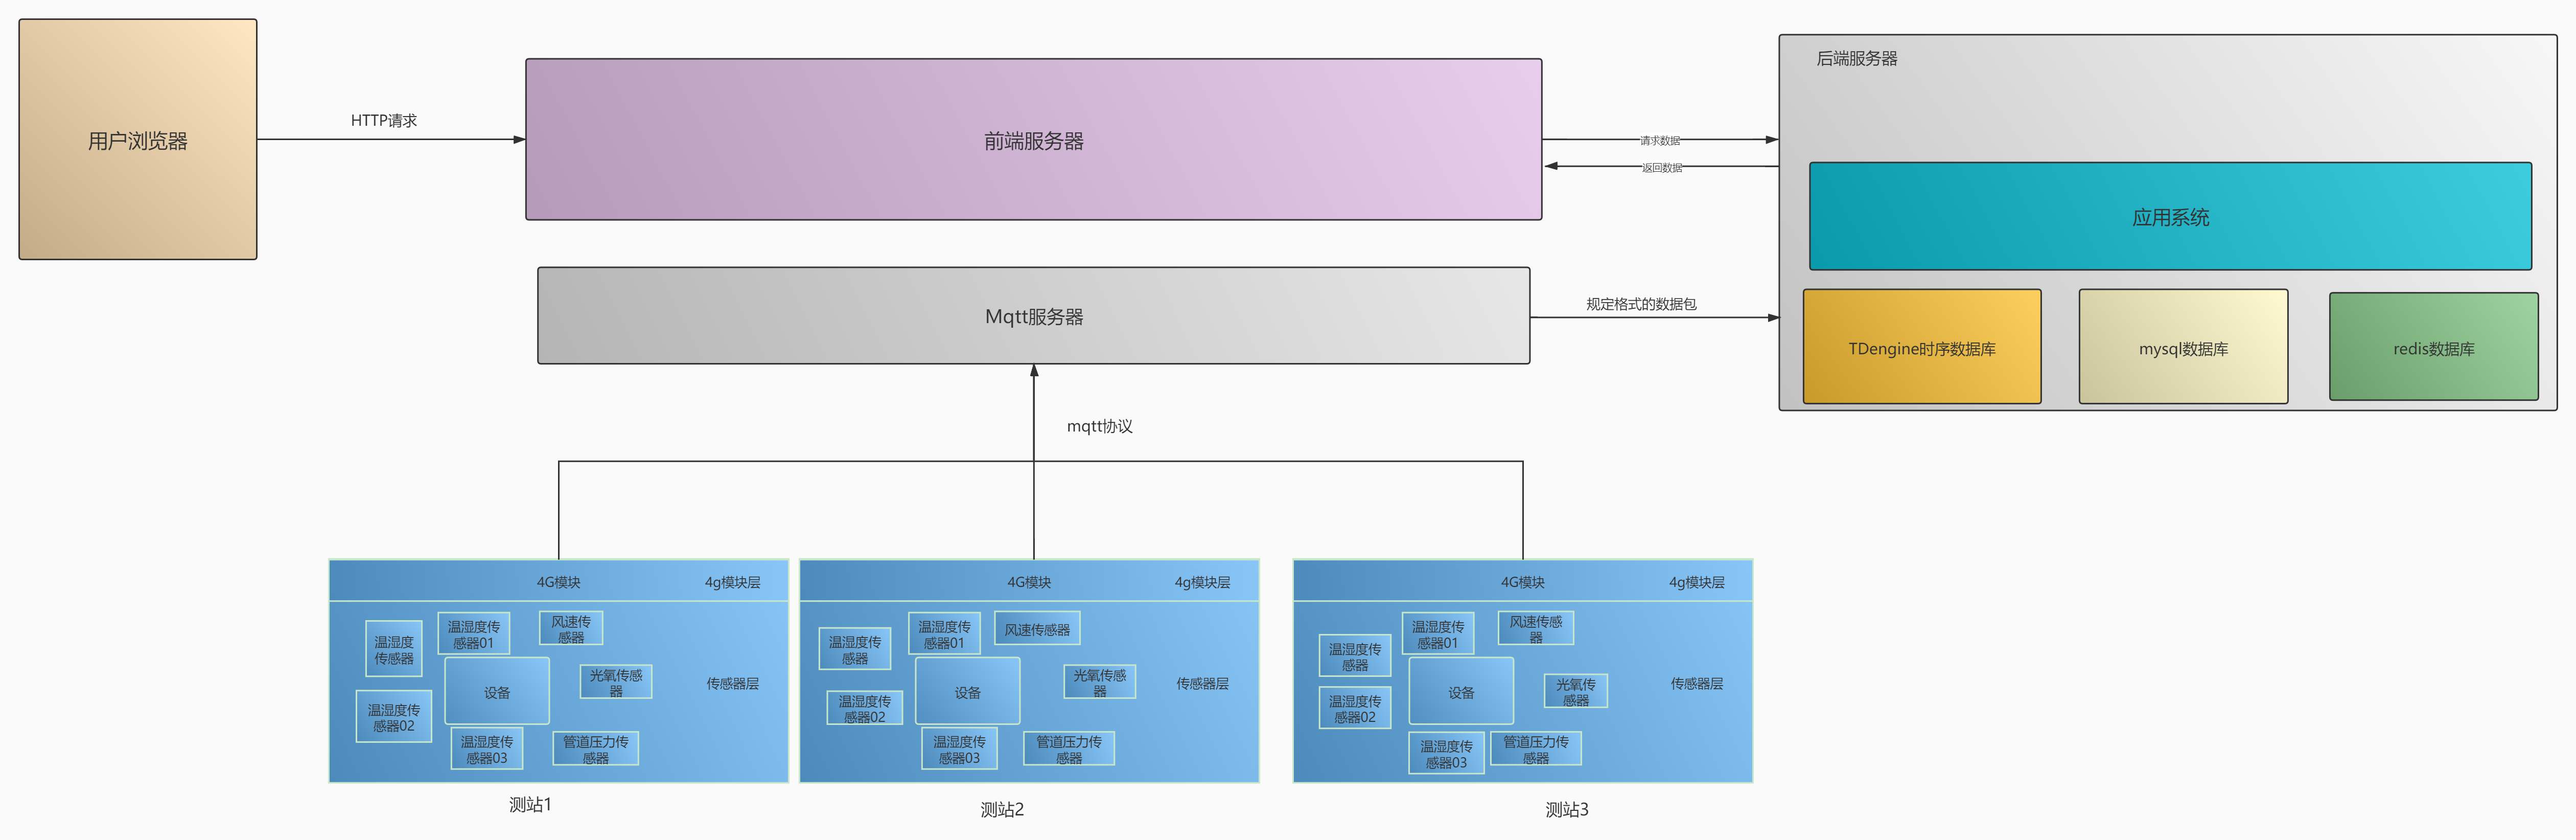 后端服务器
HTTP请求
用户浏览器
前端服务器
请求数据
返回数据
应用系统
Mqtt服务器
规定格式的数据包
TDengine时序数据库
mysql数据库
redis数据库
mqtt协议
4G模块
4g模块层
温湿度
传感器
温湿度传
感器01
风速传
感器
设备
光氧传感
器
传感器层
温湿度传
感器02
温湿度传
感器03
管道压力传
感器
测站1
4G模块
4g模块层
温湿度传
感器
温湿度传
感器01
风速传感器
设备
光氧传感
器
传感器层
温湿度传
感器02
温湿度传
感器03
管道压力传
感器
测站2
4G模块
4g模块层
温湿度传
感器
温湿度传
感器01
风速传感
器
设备
光氧传
感器
传感器层
温湿度传
感器02
温湿度传
感器03
管道压力传
感器
测站3